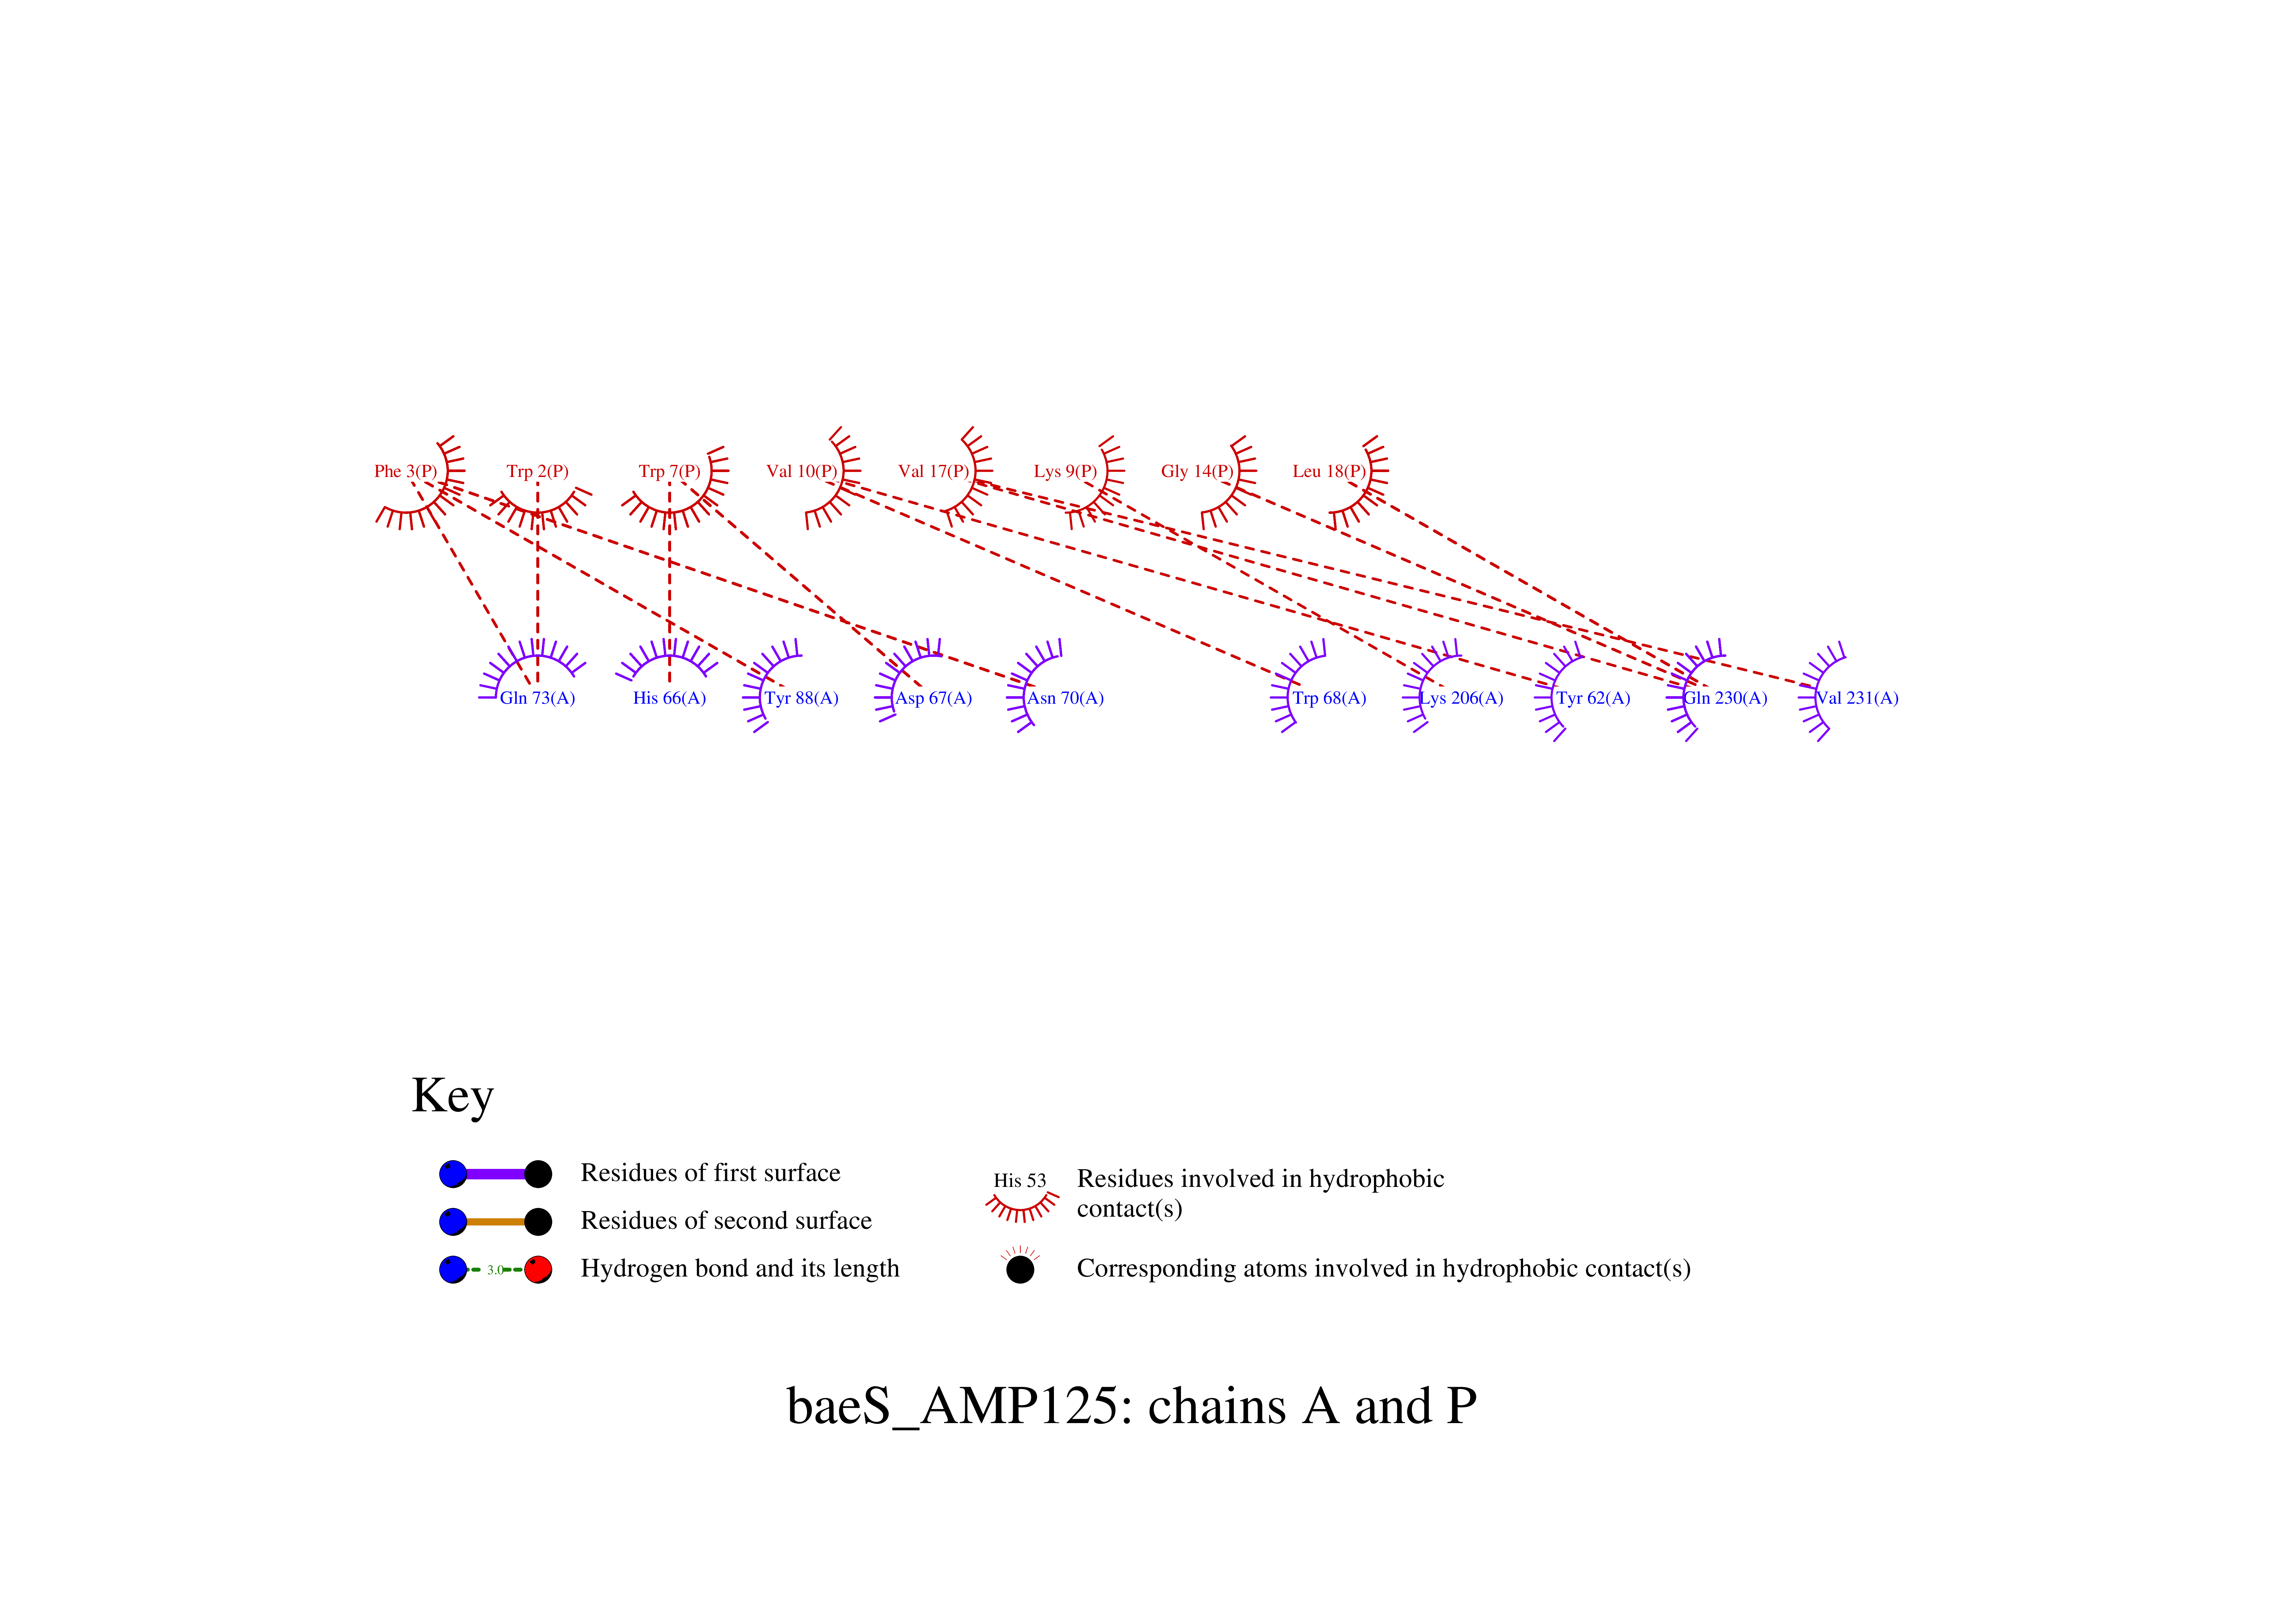 Phe 3(P) Trp 2(P) Trp 7(P) Val 10(P) Val 17(P) Lys 9(P) Gly 14(P) Leu 18(P)
Gln 73(A) His 66(A) Tyr 88(A) Asp 67(A) Asn 70(A) Trp 68(A) Lys 206(A) Tyr 62(A) Gln 230(A) Val 231(A)
Key
Residues of first surface
Residues of second surface
3.0 Hydrogen bond and its length
His 53 Residues involved in hydrophobic
contact(s)
Corresponding atoms involved in hydrophobic contact(s)
baeS_AMP125: chains A and P